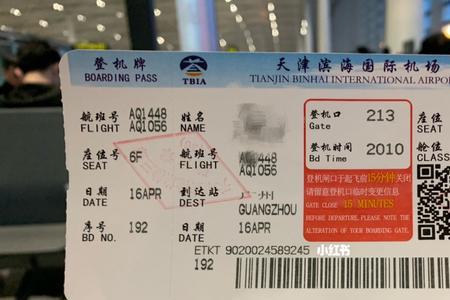 登机牌
BOARDING PASS
TBIA
天津滨海国际机场
TIANJIN BINHAI INTERNATIONAL AIRPO
航班号 AQ1448
FLIGHT AQ1056
姓名
NAME
登机口 213
Gate
座位
SEAT
座位号 6F
SEAT
AQ1448
AQ1056
登机时间 2010
Bd Time
舱位
CLASS
日期 16APR
DATE
到达站 州
DEST GUANGZHOU
登机闸口于起飞前15分钟关闭
请留意登机口临时变更信息
GATE CLOSE 15 MINUTES
BEFORE DEPARTURE.PLEASE NOTE THE
ALTERATION OF YOUR BOARDING GATE.
序号 192
BD NO.
日期 16APR
DATE
ETKT 9020024589245
小红书
192